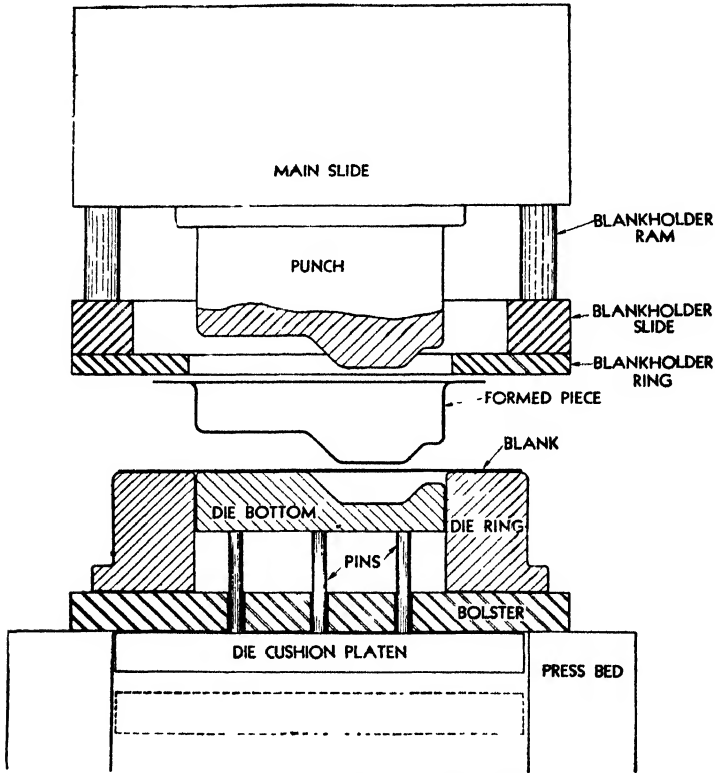 MAIN SLIDE
BLANKHOLDER
RAM
PUNCH
BLANKHOLDER
SLIDE
BLANKHOLDER
RING
FORMED PIECE
BLANK
DIE BOTTOM
DIE RING
PINS
BOLSTER
DIE CUSHION PLATEN
PRESS BED